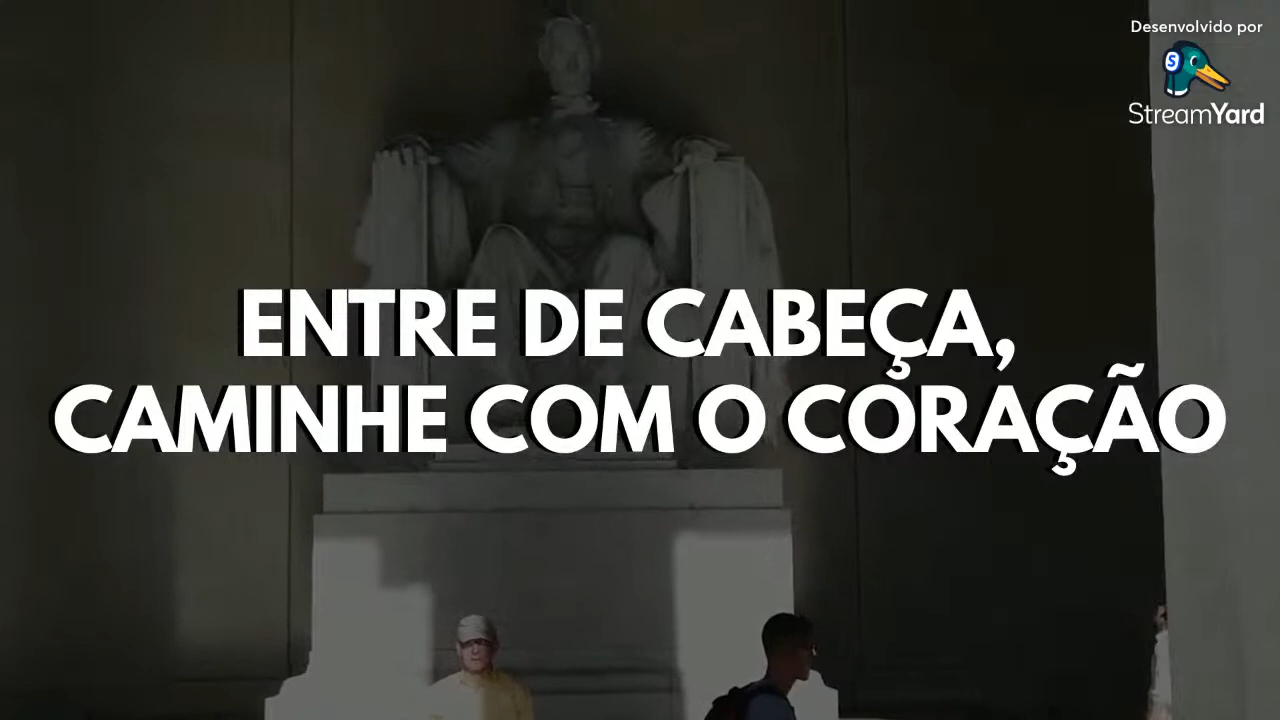 Desenvolvido por
S
StreamYard
ENTRE DE CABEÇA,
CAMINHE COM O CORAÇÃO